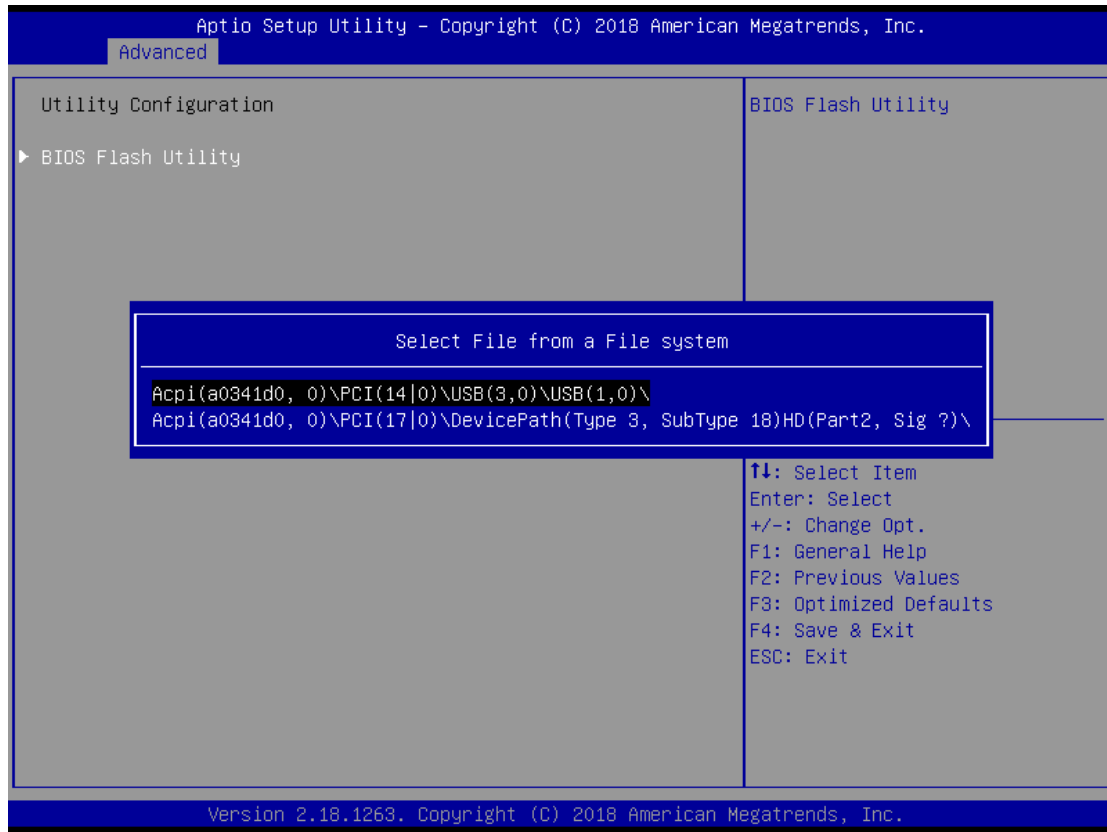 Aptio Setup Utility – Copyright (C) 2018 American Megatrends, Inc.
Advanced
Utility Configuration
BIOS Flash Utility
▶ BIOS Flash Utility
Select File from a File system
Acpi(a0341d0, 0)\PCI(14|0)\USB(3,0)\USB(1,0)\
Acpi(a0341d0, 0)\PCI(17|0)\DevicePath(Type 3, SubType 18)HD(Part2, Sig ?)\
↑↓: Select Item
Enter: Select
+/-: Change Opt.
F1: General Help
F2: Previous Values
F3: Optimized Defaults
F4: Save & Exit
ESC: Exit
Version 2.18.1263. Copyright (C) 2018 American Megatrends, Inc.